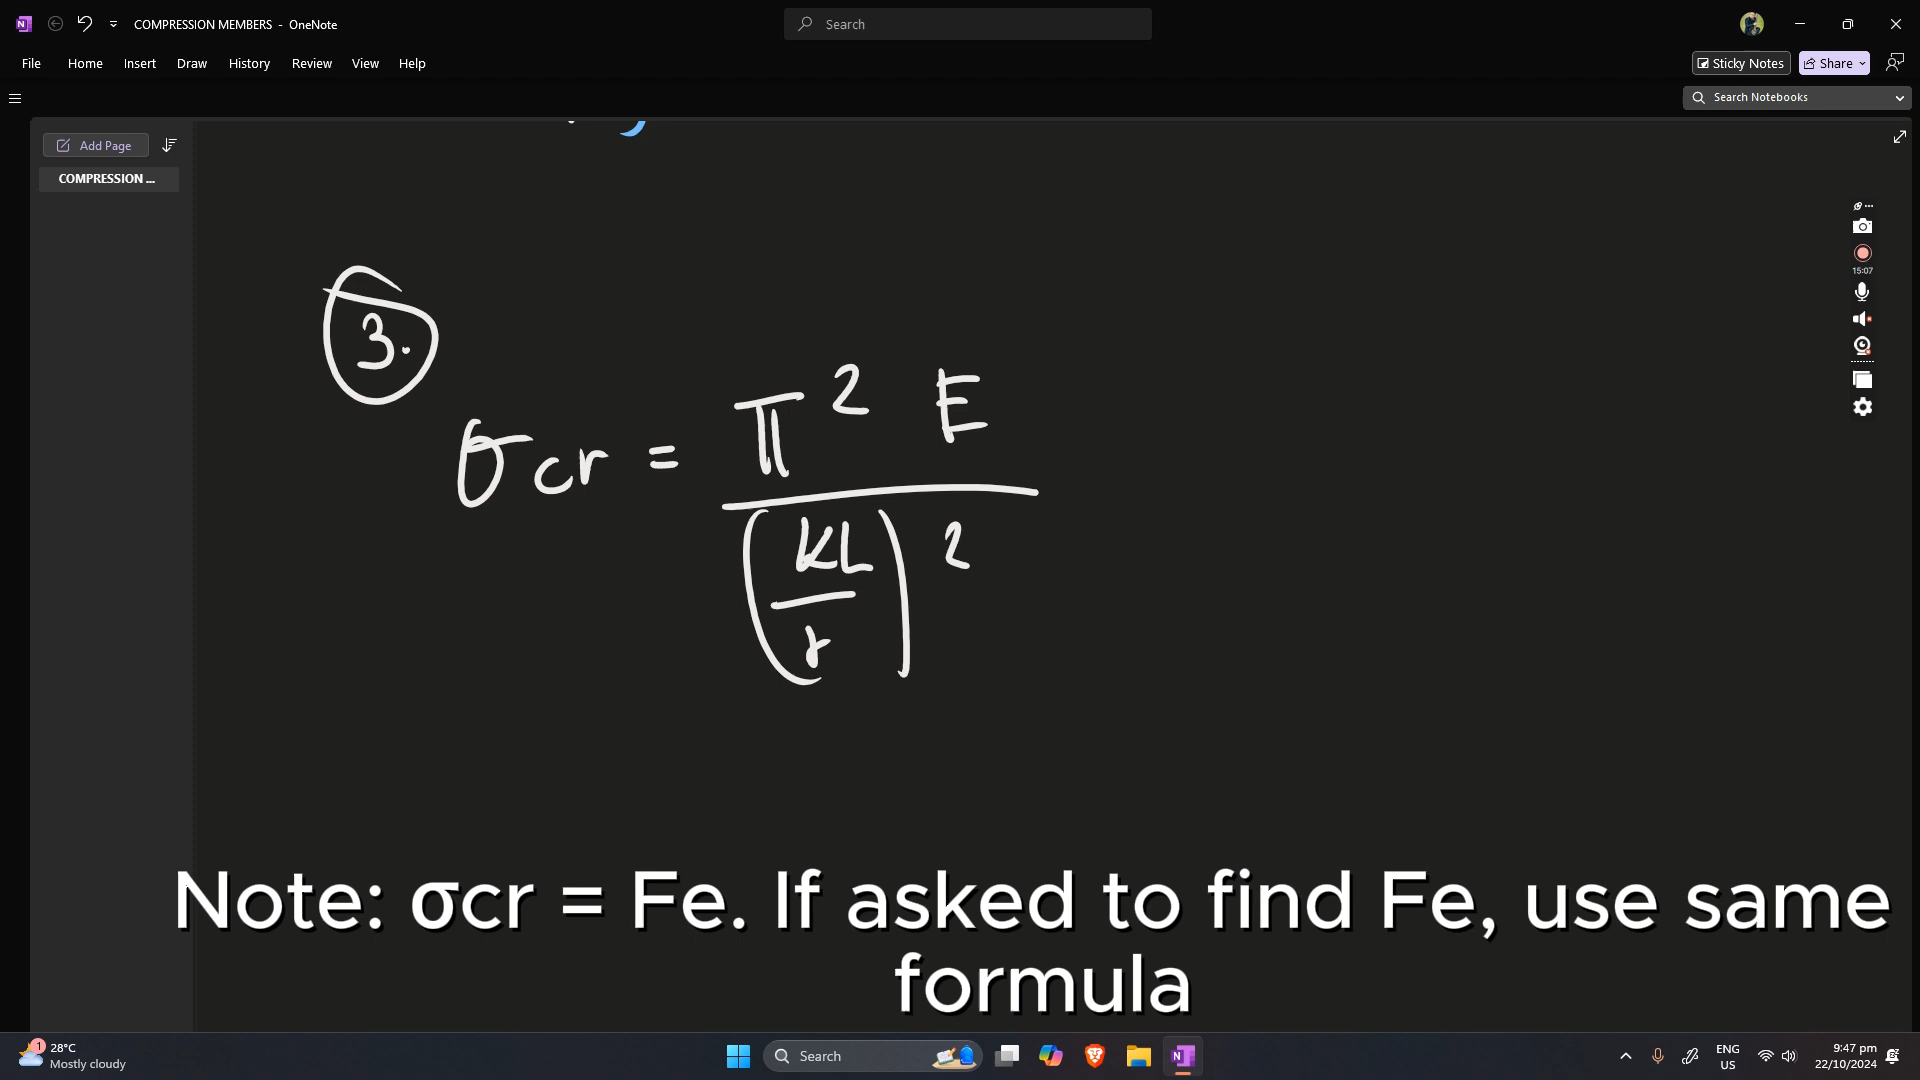 COMPRESSION MEMBERS - OneNote
Search
File Home Insert Draw History Review View Help
Sticky Notes Share
Search Notebooks
Add Page
COMPRESSION ...
3.
σcr = π² E
(KL
r)²
15:07
Note: σcr = Fe. If asked to find Fe, use same
formula
1
28°C
Mostly cloudy
Search
ENG
US
9:47 pm
22/10/2024